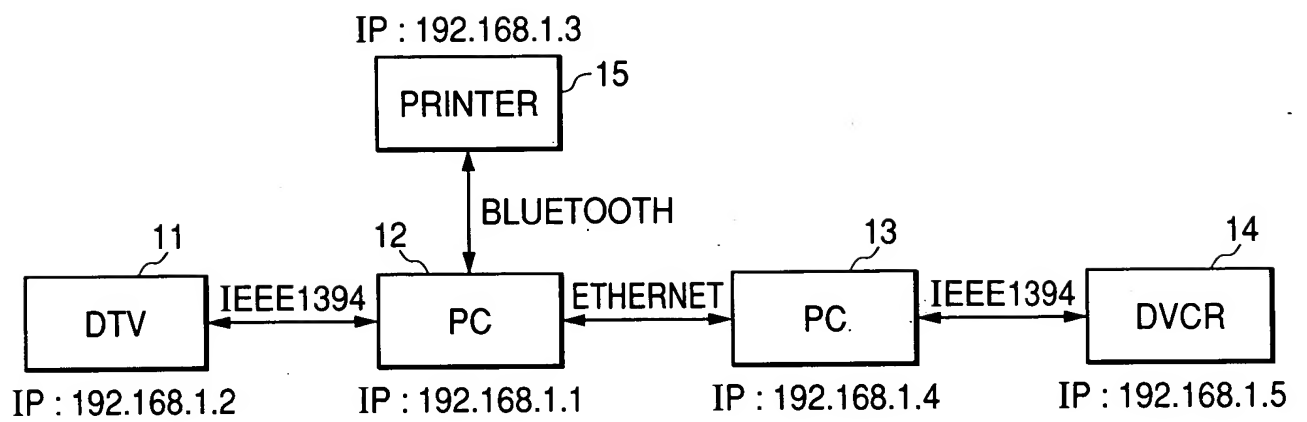 IP : 192.168.1.3
15
PRINTER
BLUETOOTH
11
12
13
14
DTV
IEEE1394
PC
ETHERNET
PC
IEEE1394
DVCR
IP : 192.168.1.2
IP : 192.168.1.1
IP : 192.168.1.4
IP : 192.168.1.5